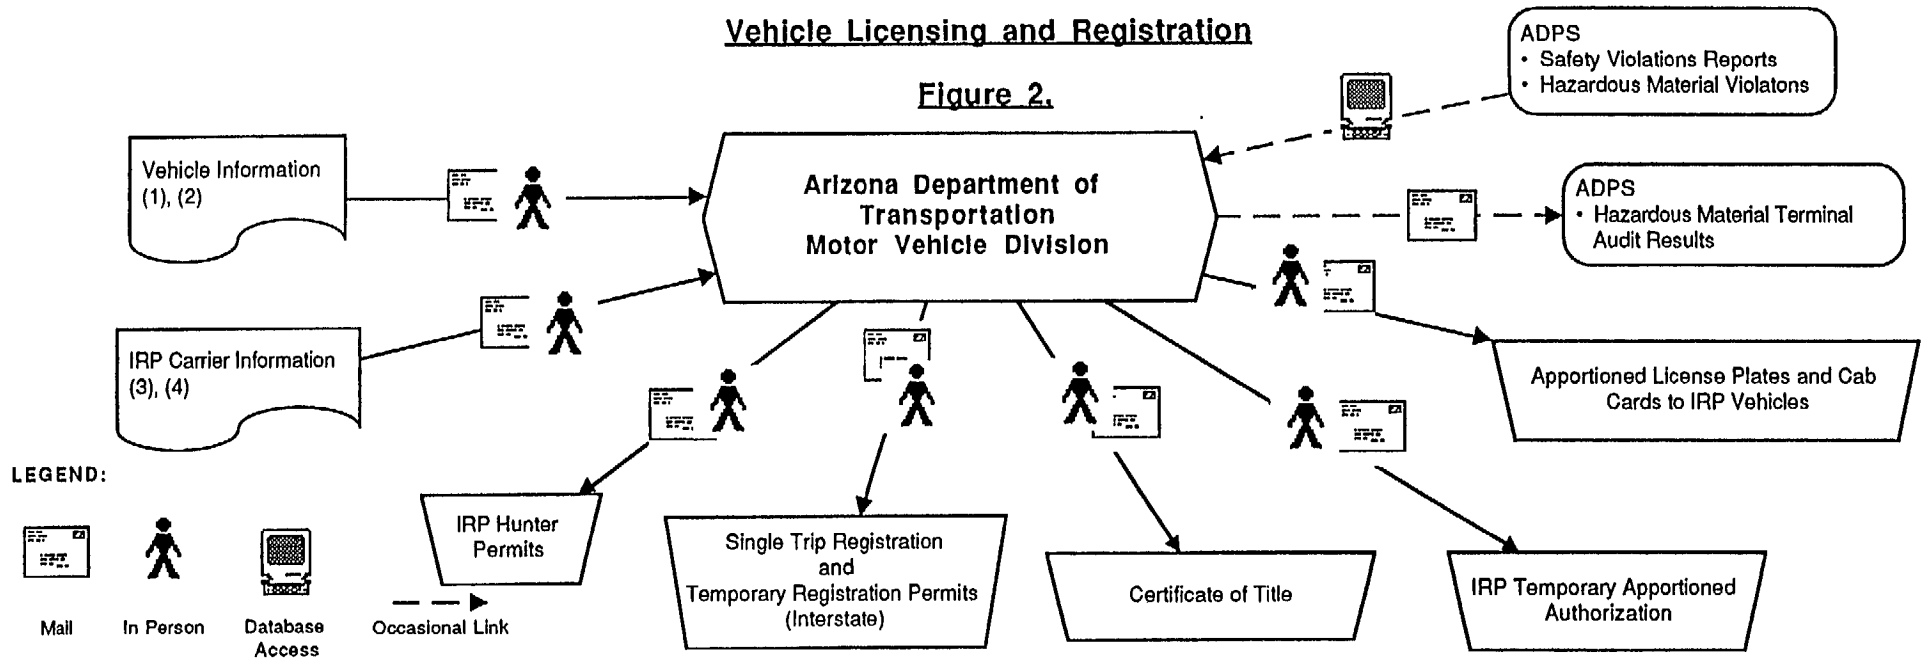 Vehicle Licensing and Registration
Figure 2.
ADPS
• Safety Violations Reports
• Hazardous Material Violatons
Vehicle Information
(1), (2)
Arizona Department of
Transportation
Motor Vehicle Division
ADPS
• Hazardous Material Terminal
Audit Results
IRP Carrier Information
(3), (4)
Apportioned License Plates and Cab
Cards to IRP Vehicles
IRP Hunter
Permits
Single Trip Registration
and
Temporary Registration Permits
(Interstate)
Certificate of Title
IRP Temporary Apportioned
Authorization
LEGEND:
Mail
In Person
Database
Access
Occasional Link